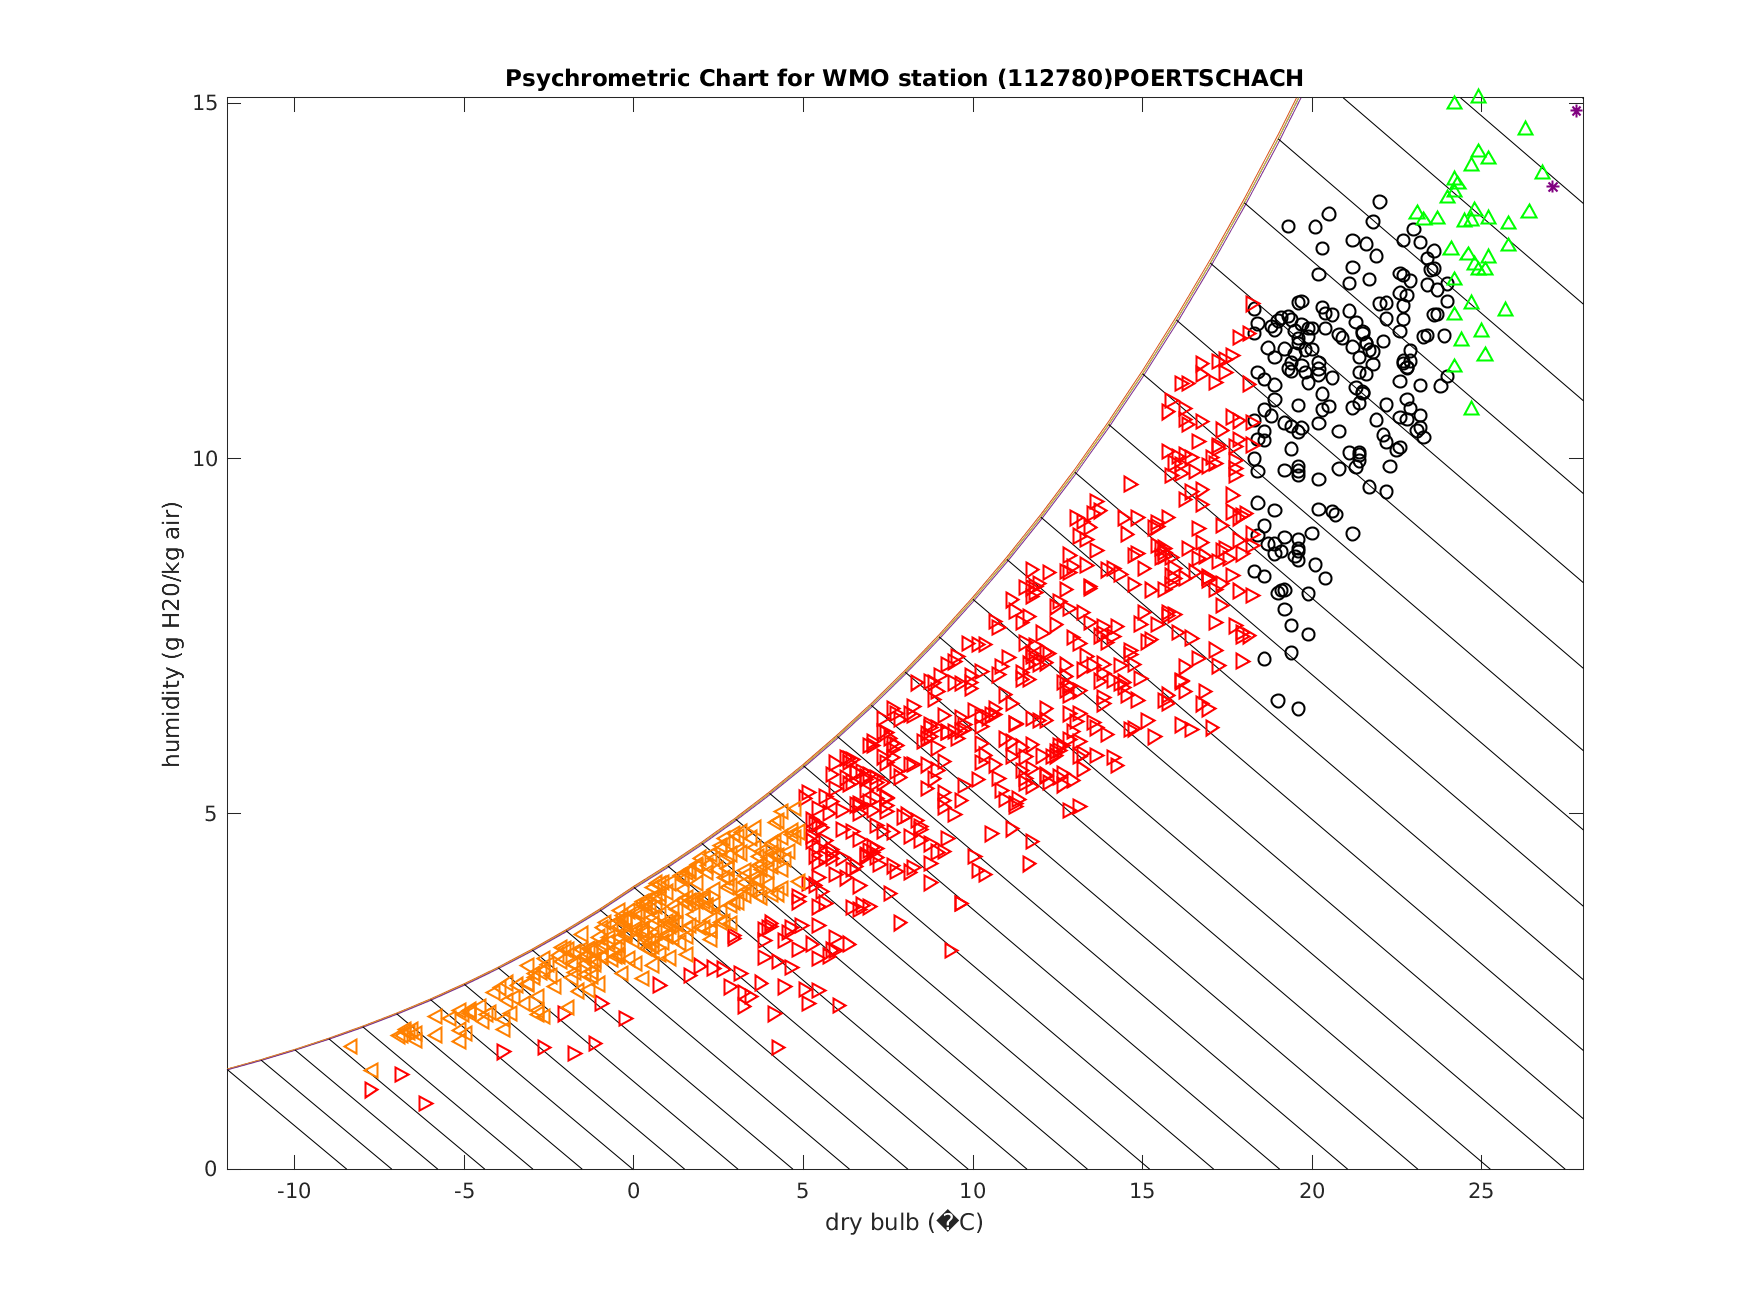 Psychrometric Chart for WMO station (112780)POERTSCHACH
15
10
5
0
humidity (g H20/kg air)
-10 -5 0 5 10 15 20 25
dry bulb (�C)